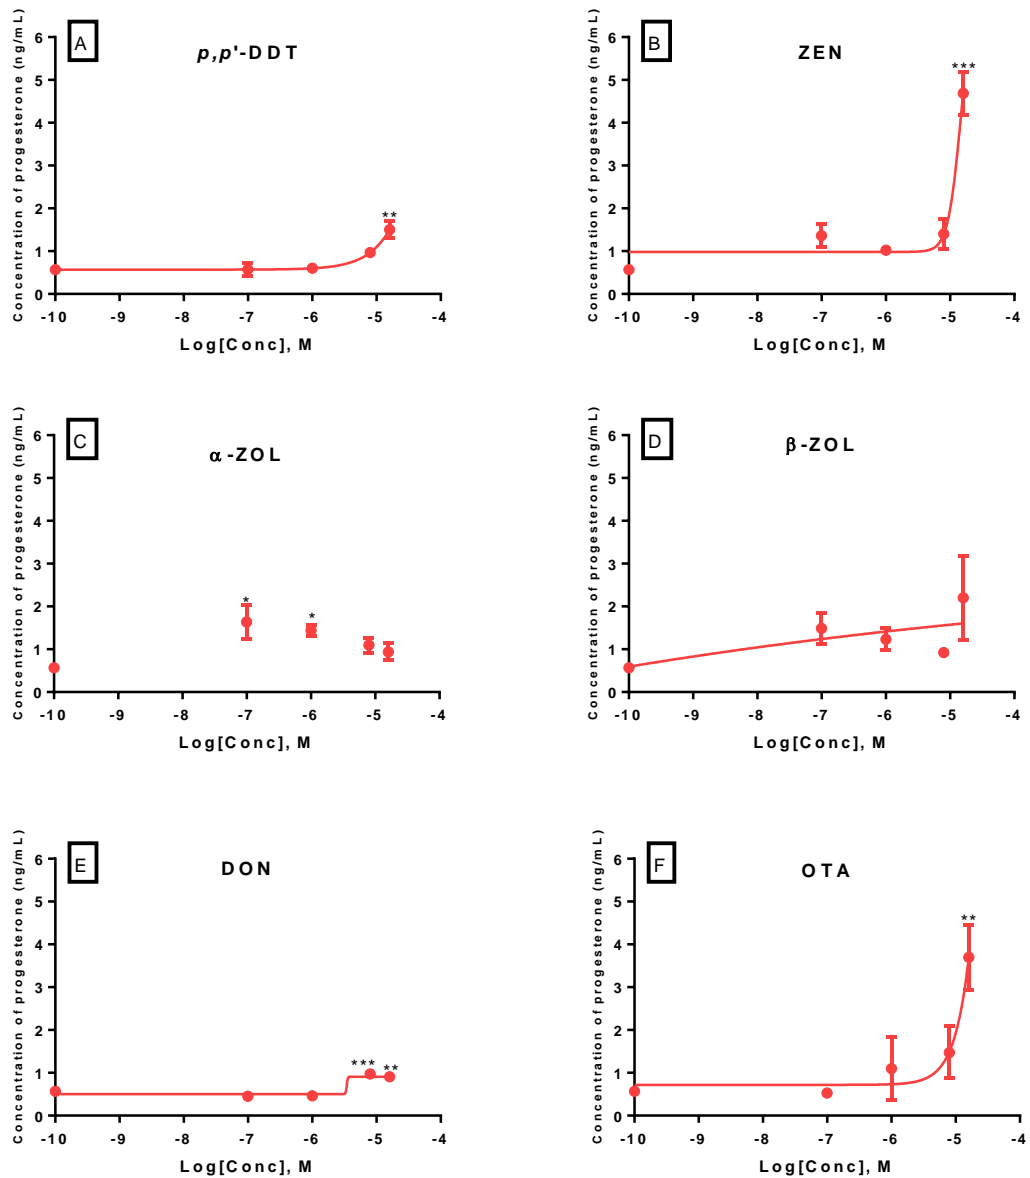 A
p,p'-DDT
Concentration of progesterone (ng/mL)
6
5
4
3
2
1
0
**
-10 -9 -8 -7 -6 -5 -4
Log[Conc], M
B
ZEN
Concentration of progesterone (ng/mL)
6
5
4
3
2
1
0
***
-10 -9 -8 -7 -6 -5 -4
Log[Conc], M
C
α-ZOL
Concentration of progesterone (ng/mL)
6
5
4
3
2
1
0
*
*
-10 -9 -8 -7 -6 -5 -4
Log[Conc], M
D
β-ZOL
Concentration of progesterone (ng/mL)
6
5
4
3
2
1
0
-10 -9 -8 -7 -6 -5 -4
Log[Conc], M
E
DON
Concentration of progesterone (ng/mL)
6
5
4
3
2
1
0
***
**
-10 -9 -8 -7 -6 -5 -4
Log[Conc], M
F
OTA
Concentration of progesterone (ng/mL)
6
5
4
3
2
1
0
**
-10 -9 -8 -7 -6 -5 -4
Log[Conc], M